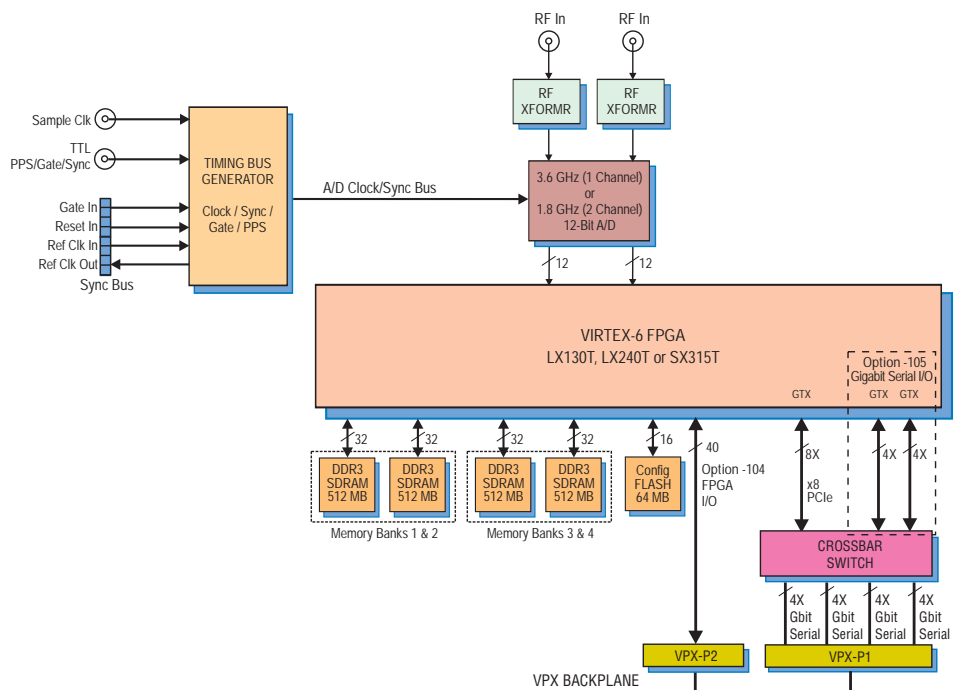 RF In
RF In
RF
XFORMR
RF
XFORMR
Sample Clk
TTL
PPS/Gate/Sync
TIMING BUS
GENERATOR
Clock / Sync /
Gate / PPS
Gate In
Reset In
Ref Clk In
Ref Clk Out
Sync Bus
A/D Clock/Sync Bus
3.6 GHz (1 Channel)
or
1.8 GHz (2 Channel)
12-Bit A/D
12
12
VIRTEX-6 FPGA
LX130T, LX240T or SX315T
Option -105
Gigabit Serial I/O
GTX
GTX
GTX
32
32
32
32
16
40
8X
4X
4X
DDR3
SDRAM
512 MB
DDR3
SDRAM
512 MB
Memory Banks 1 & 2
DDR3
SDRAM
512 MB
DDR3
SDRAM
512 MB
Memory Banks 3 & 4
Config
FLASH
64 MB
Option -104
FPGA
I/O
x8
PCIe
CROSSBAR
SWITCH
4X
Gbit
Serial
4X
Gbit
Serial
4X
Gbit
Serial
4X
Gbit
Serial
VPX-P2
VPX-P1
VPX BACKPLANE